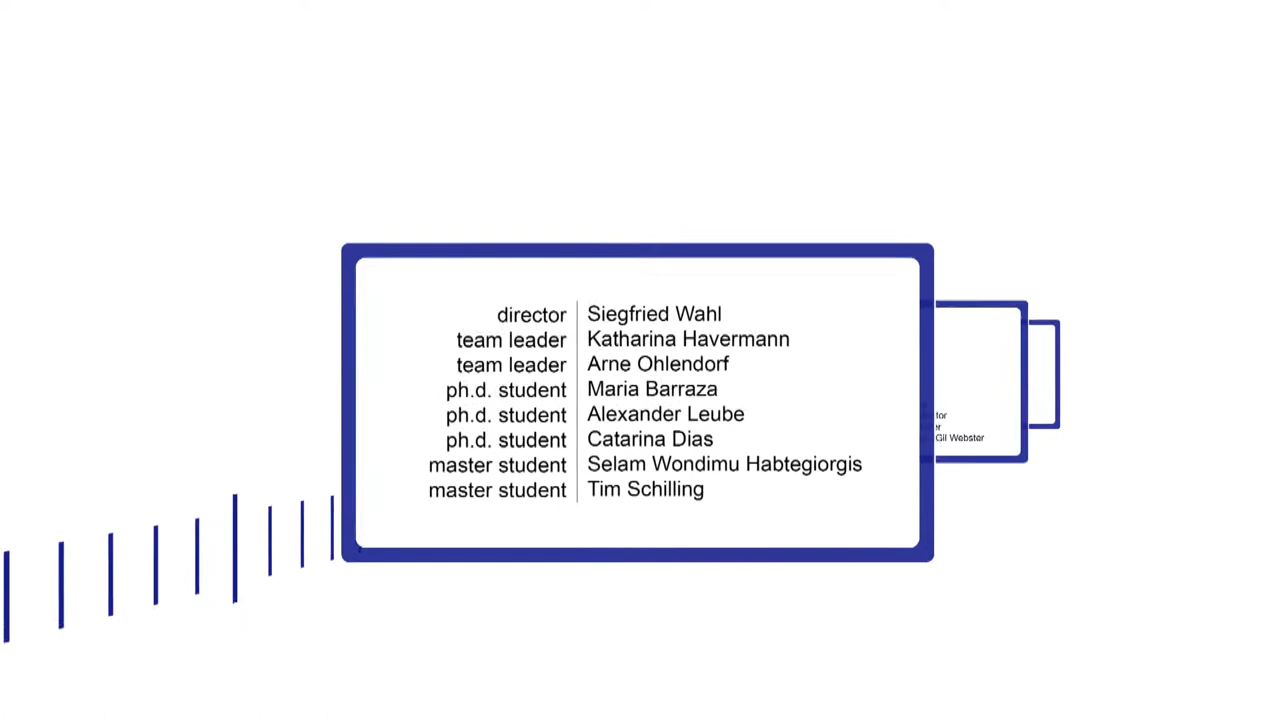 director Siegfried Wahl
team leader Katharina Havermann
team leader Arne Ohlendorf
ph.d. student Maria Barraza
ph.d. student Alexander Leube
ph.d. student Catarina Dias
master student Selam Wondimu Habtegiorgis
master student Tim Schilling
Gil Webster